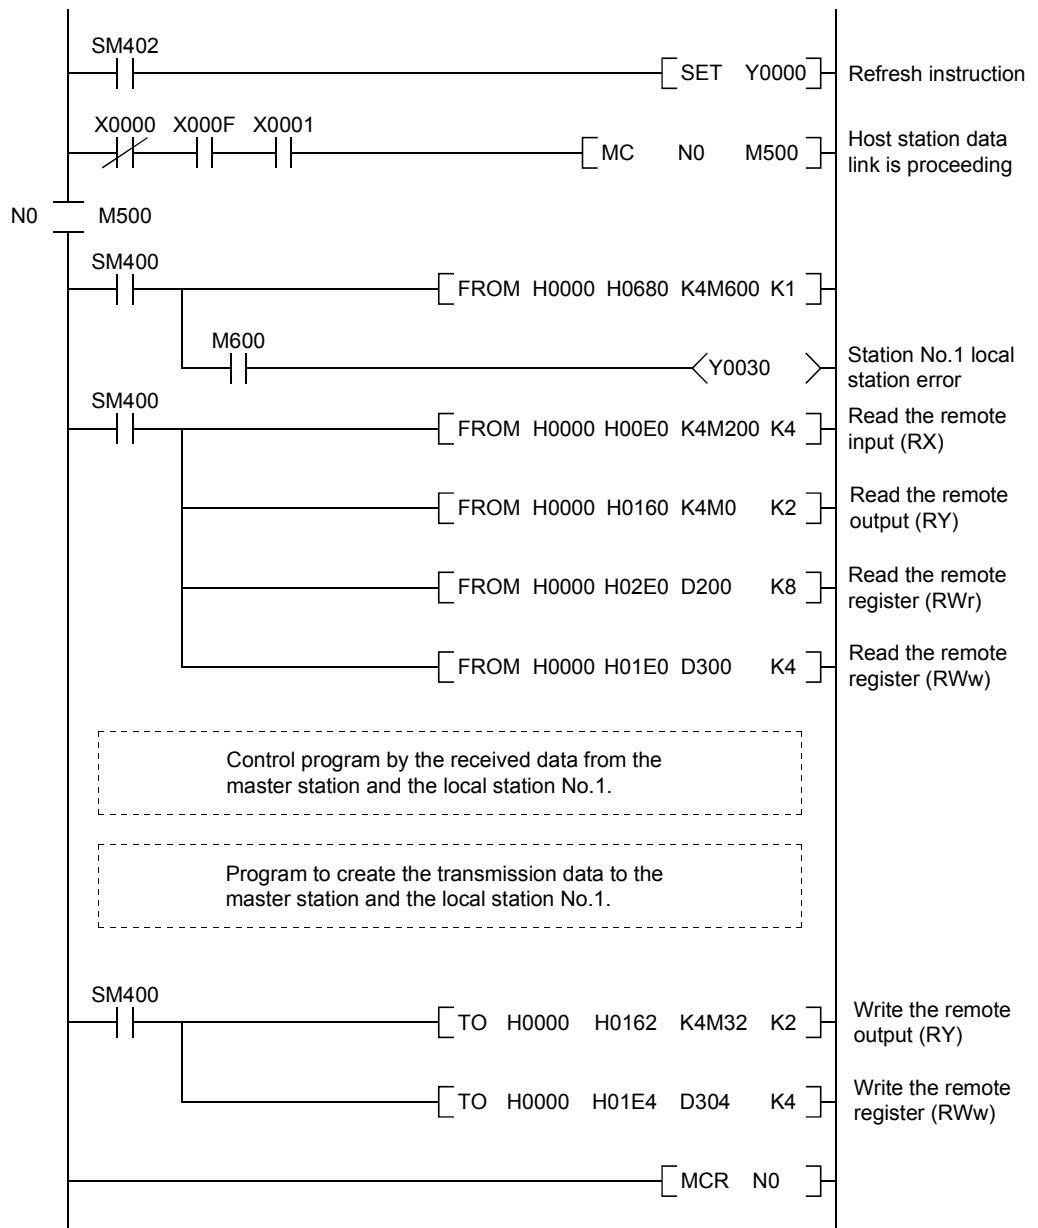 SM402
SET Y0000 Refresh instruction
X0000 X000F X0001
MC N0 M500 Host station data
link is proceeding
N0 M500
SM400
FROM H0000 H0680 K4M600 K1
M600
Y0030 Station No.1 local
station error
SM400
FROM H0000 H00E0 K4M200 K4 Read the remote
input (RX)
FROM H0000 H0160 K4M0 K2 Read the remote
output (RY)
FROM H0000 H02E0 D200 K8 Read the remote
register (RWr)
FROM H0000 H01E0 D300 K4 Read the remote
register (RWw)
Control program by the received data from the
master station and the local station No.1.
Program to create the transmission data to the
master station and the local station No.1.
SM400
TO H0000 H0162 K4M32 K2 Write the remote
output (RY)
TO H0000 H01E4 D304 K4 Write the remote
register (RWw)
MCR N0